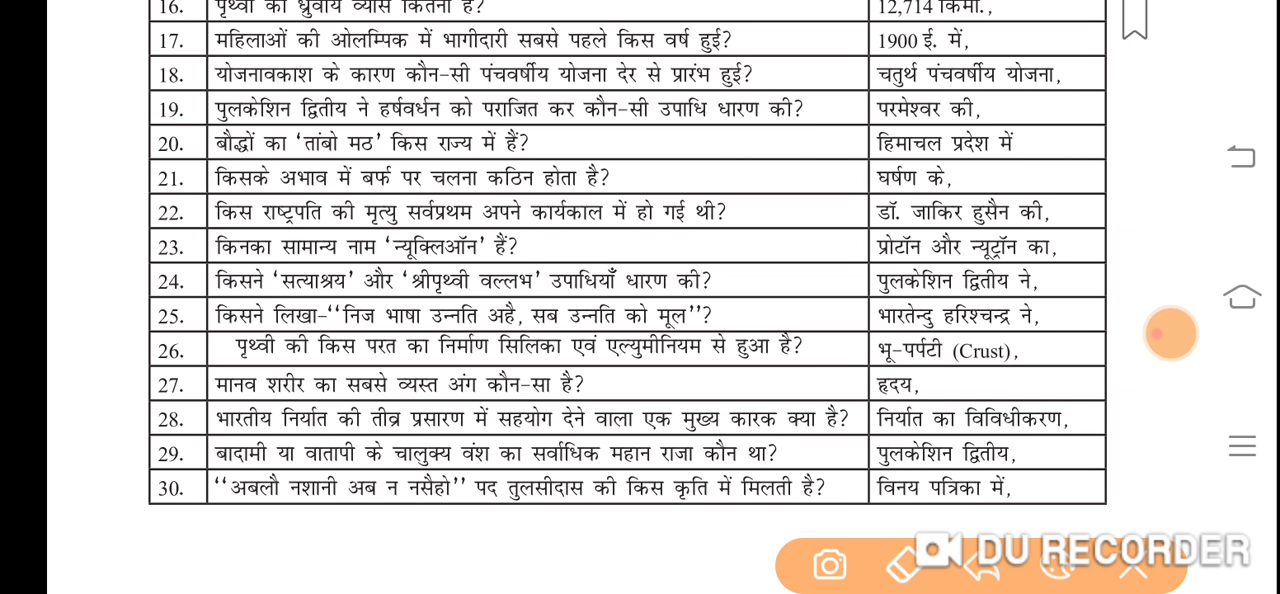 16. पृथ्वी का ध्रुवीय व्यास कितना है? 12,714 किमी.,
17. महिलाओं की ओलम्पिक में भागीदारी सबसे पहले किस वर्ष हुई? 1900 ई. में,
18. योजनावकाश के कारण कौन-सी पंचवर्षीय योजना देर से प्रारंभ हुई? चतुर्थ पंचवर्षीय योजना,
19. पुलकेशिन द्वितीय ने हर्षवर्धन को पराजित कर कौन-सी उपाधि धारण की? परमेश्वर की,
20. बौद्धों का ‘तांबो मठ’ किस राज्य में हैं? हिमाचल प्रदेश में
21. किसके अभाव में बर्फ पर चलना कठिन होता है? घर्षण के,
22. किस राष्ट्रपति की मृत्यु सर्वप्रथम अपने कार्यकाल में हो गई थी? डॉ. जाकिर हुसैन की,
23. किनका सामान्य नाम ‘न्यूक्लिऑन’ हैं? प्रोटॉन और न्यूट्रॉन का,
24. किसने ‘सत्याश्रय’ और ‘श्रीपृथ्वी वल्लभ’ उपाधियाँ धारण की? पुलकेशिन द्वितीय ने,
25. किसने लिखा-‘‘निज भाषा उन्नति अहै, सब उन्नति को मूल’’? भारतेन्दु हरिश्चन्द्र ने,
26. पृथ्वी की किस परत का निर्माण सिलिका एवं एल्युमीनियम से हुआ है? भू-पर्पटी (Crust),
27. मानव शरीर का सबसे व्यस्त अंग कौन-सा है? हृदय,
28. भारतीय निर्यात की तीव्र प्रसारण में सहयोग देने वाला एक मुख्य कारक क्या है? निर्यात का विविधीकरण,
29. बादामी या वातापी के चालुक्य वंश का सर्वाधिक महान राजा कौन था? पुलकेशिन द्वितीय,
30. ‘‘अबलौ नशानी अब न नसैहो’’ पद तुलसीदास की किस कृति में मिलती है? विनय पत्रिका में,
DU RECORDER